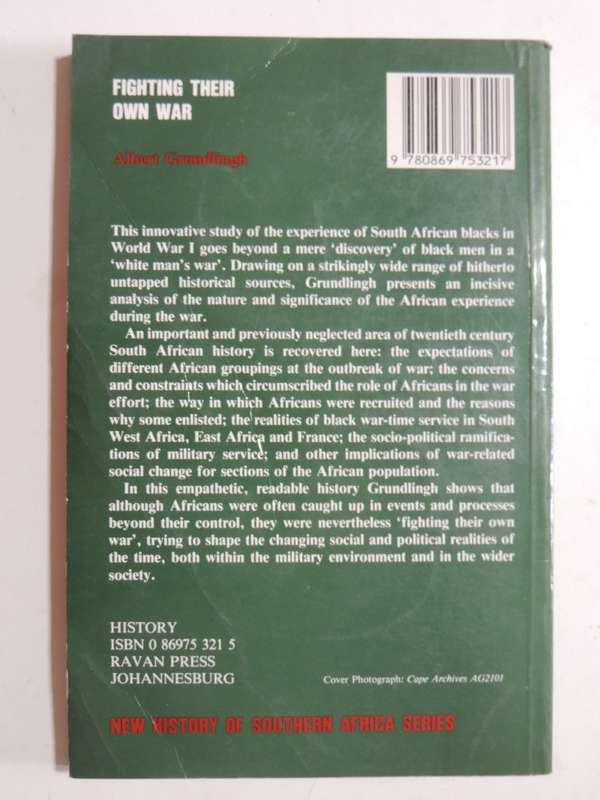 FIGHTING THEIR
OWN WAR
Albert Grundlingh
9 780869 753217
This innovative study of the experience of South African blacks in
World War I goes beyond a mere ‘discovery’ of black men in a
‘white man’s war’. Drawing on a strikingly wide range of hitherto
untapped historical sources, Grundlingh presents an incisive
analysis of the nature and significance of the African experience
during the war.
An important and previously neglected area of twentieth century
South African history is recovered here: the expectations of
different African groupings at the outbreak of war; the concerns
and constraints which circumscribed the role of Africans in the war
effort; the way in which Africans were recruited and the reasons
why some enlisted; the realities of black war-time service in South
West Africa, East Africa and France; the socio-political ramifica-
tions of military service; and other implications of war-related
social change for sections of the African population.
In this empathetic, readable history Grundlingh shows that
although Africans were often caught up in events and processes
beyond their control, they were nevertheless ‘fighting their own
war’, trying to shape the changing social and political realities of
the time, both within the military environment and in the wider
society.
HISTORY
ISBN 0 86975 321 5
RAVAN PRESS
JOHANNESBURG
Cover Photograph: Cape Archives AG2101
NEW HISTORY OF SOUTHERN AFRICA SERIES